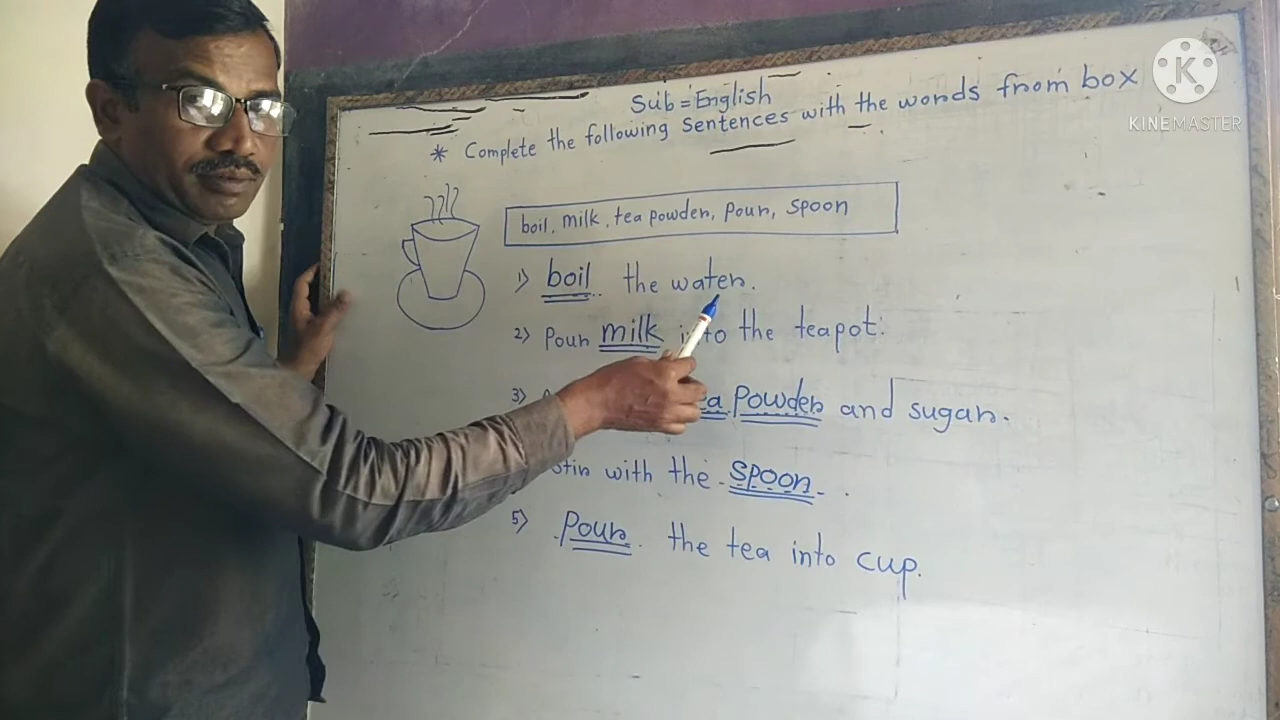 Sub = English
* Complete the following Sentences with the words from box
boil, milk, tea powder, pour, spoon
1) boil the water.
2) Pour milk into the teapot.
3) Powder and sugar.
stir with the spoon.
5) Pour the tea into cup.
K
KINEMASTER